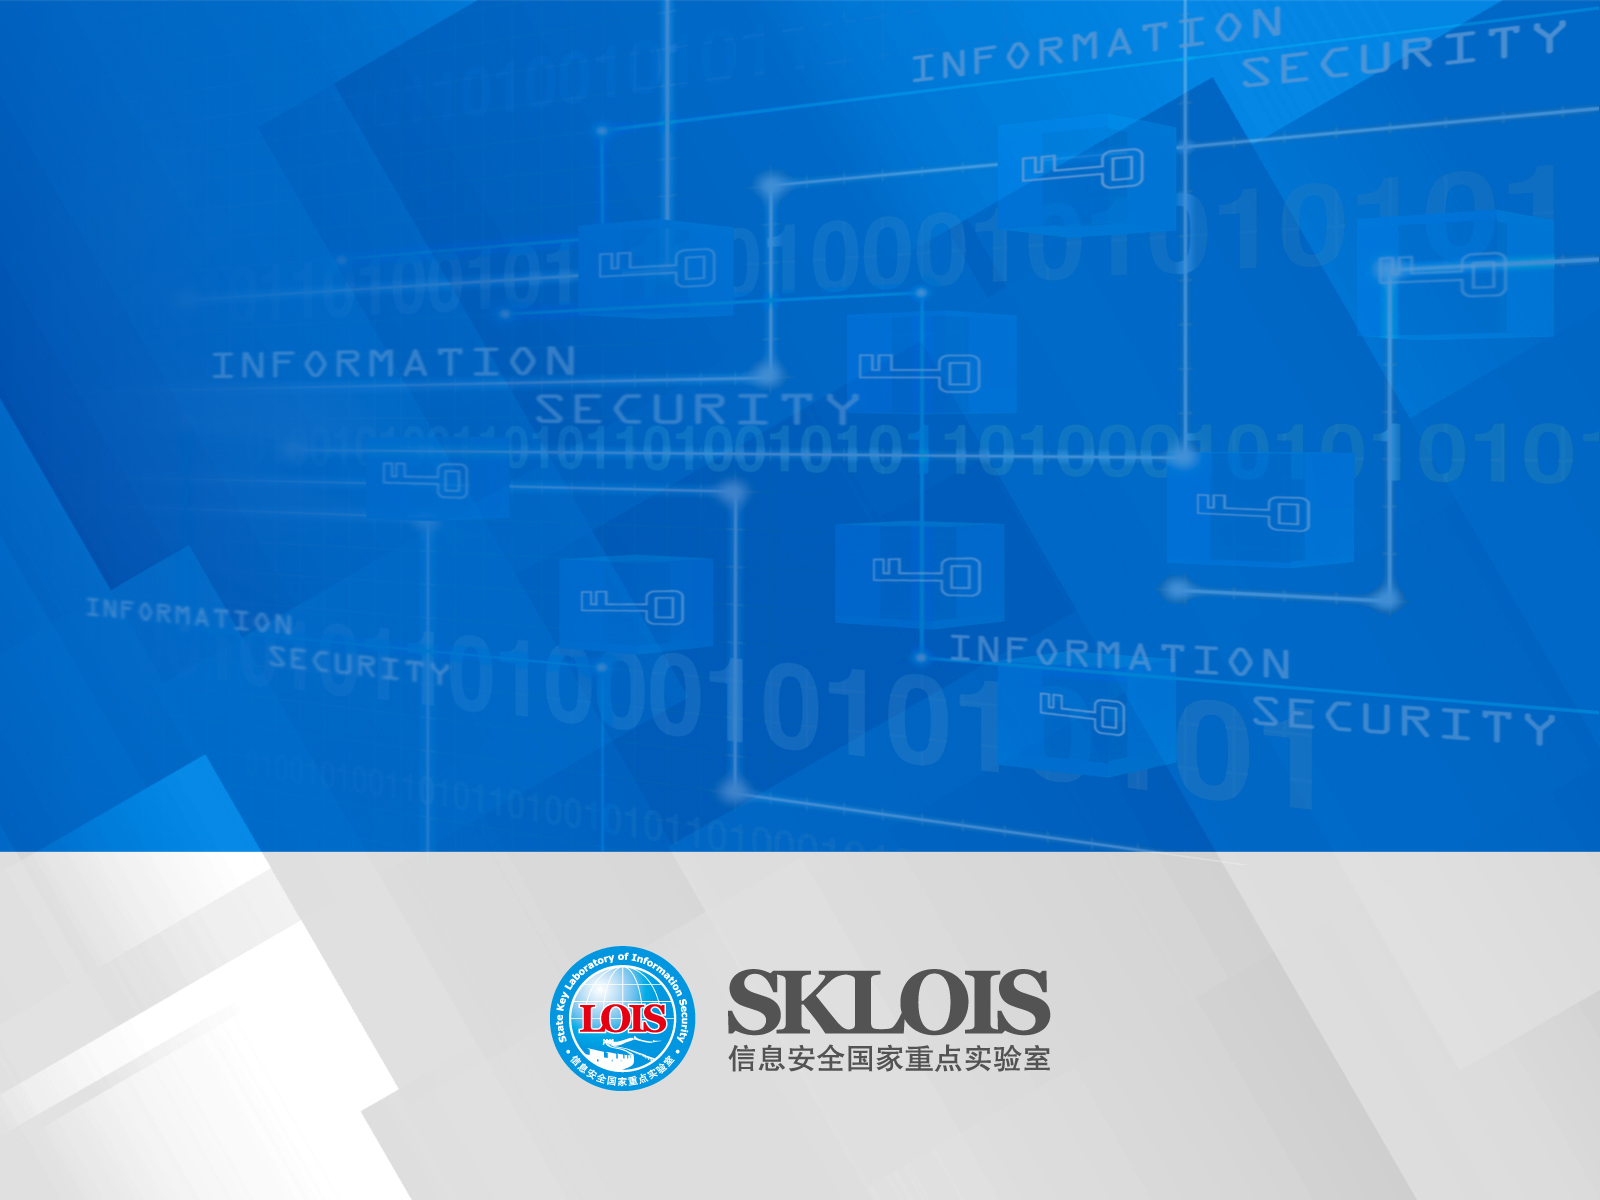 INFORMATION
SECURITY
INFORMATION
SECURITY
INFORMATION
SECURITY
INFORMATION
SECURITY
State Key Laboratory of Information Security
LOIS
信息安全国家重点实验室
SKLOIS
信息安全国家重点实验室